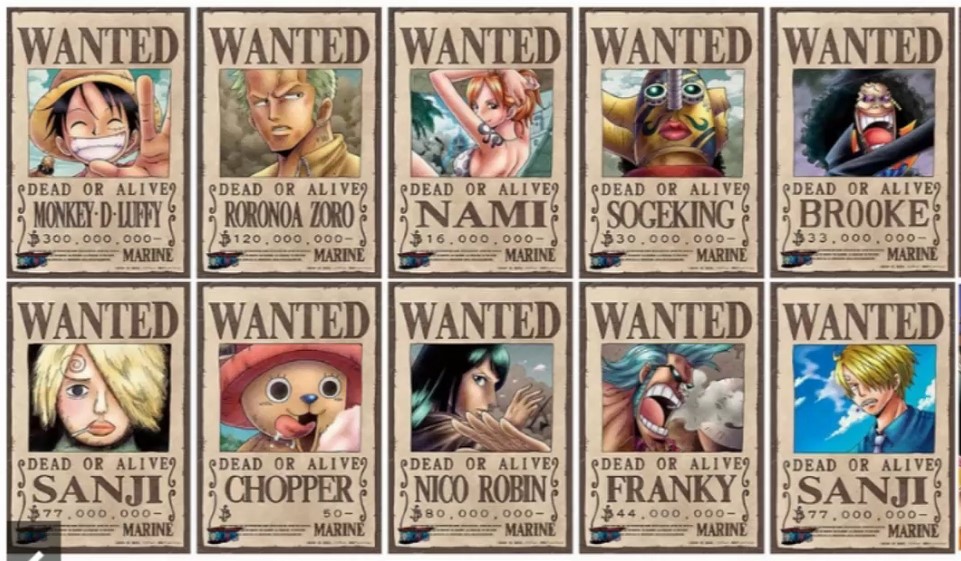 WANTED
DEAD OR ALIVE
MONKEY·D·LUFFY
฿300,000,000-
MARINE
WANTED
DEAD OR ALIVE
RORONOA ZORO
฿120,000,000-
MARINE
WANTED
DEAD OR ALIVE
NAMI
฿16,000,000-
MARINE
WANTED
DEAD OR ALIVE
SOGEKING
฿30,000,000-
MARINE
WANTED
DEAD OR ALIVE
BROOKE
฿33,000,000-
MARINE
WANTED
DEAD OR ALIVE
SANJI
฿77,000,000-
MARINE
WANTED
DEAD OR ALIVE
CHOPPER
฿50-
MARINE
WANTED
DEAD OR ALIVE
NICO ROBIN
฿80,000,000-
MARINE
WANTED
DEAD OR ALIVE
FRANKY
฿44,000,000-
MARINE
WANTED
DEAD OR ALIVE
SANJI
฿77,000,000-
MARINE